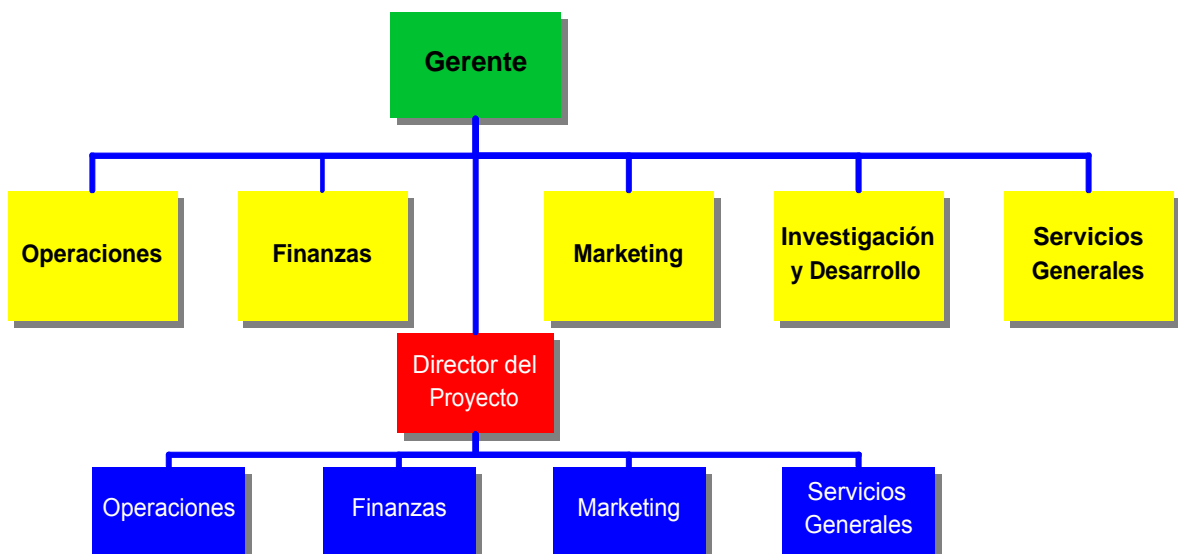 Gerente
Operaciones
Finanzas
Marketing
Investigación
y Desarrollo
Servicios
Generales
Director del
Proyecto
Operaciones
Finanzas
Marketing
Servicios
Generales